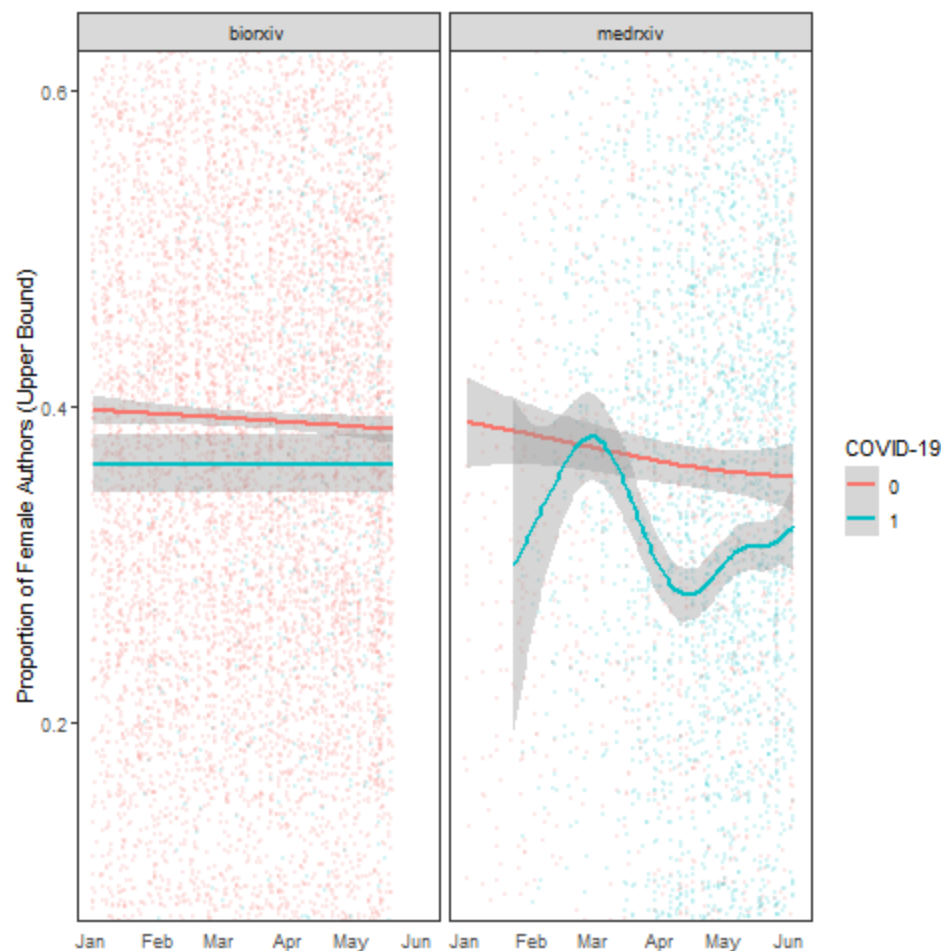 biorxiv
medrxiv
Proportion of Female Authors (Upper Bound)
0.6
0.4
0.2
COVID-19
0
1
Jan Feb Mar Apr May Jun
Jan Feb Mar Apr May Jun